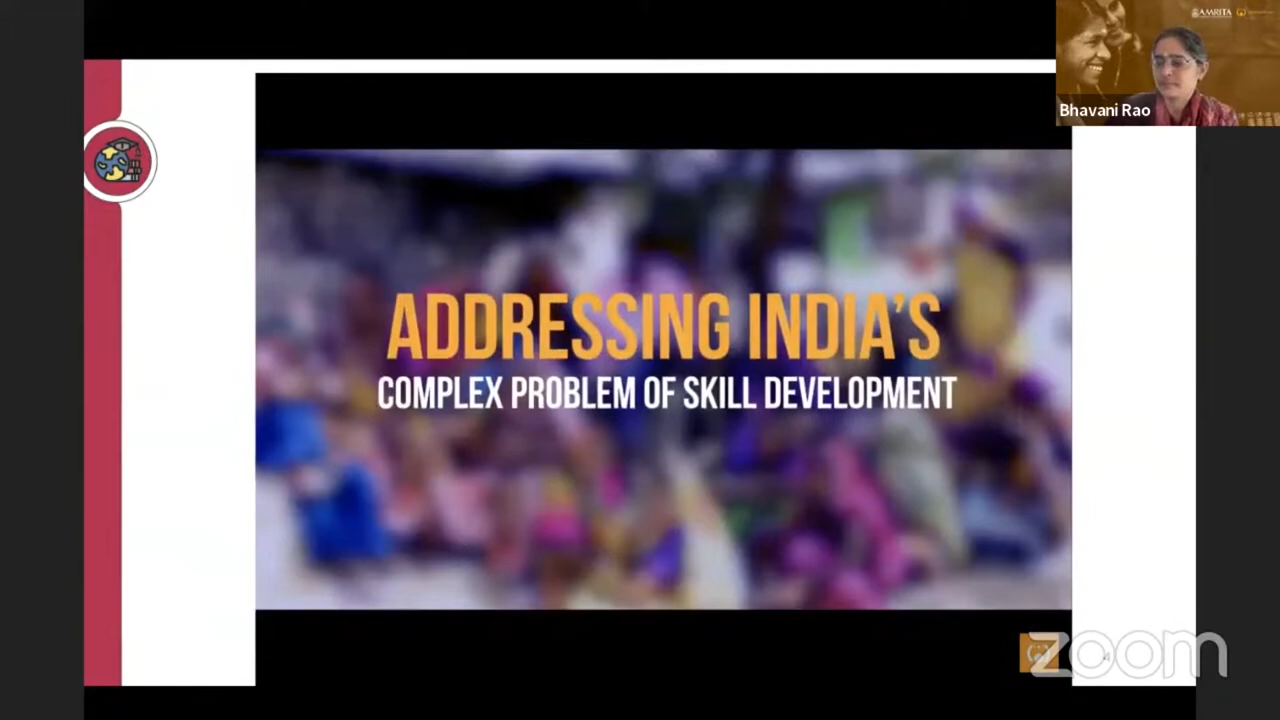 AMRITA
Bhavani Rao
ADDRESSING INDIA'S
COMPLEX PROBLEM OF SKILL DEVELOPMENT
zoom